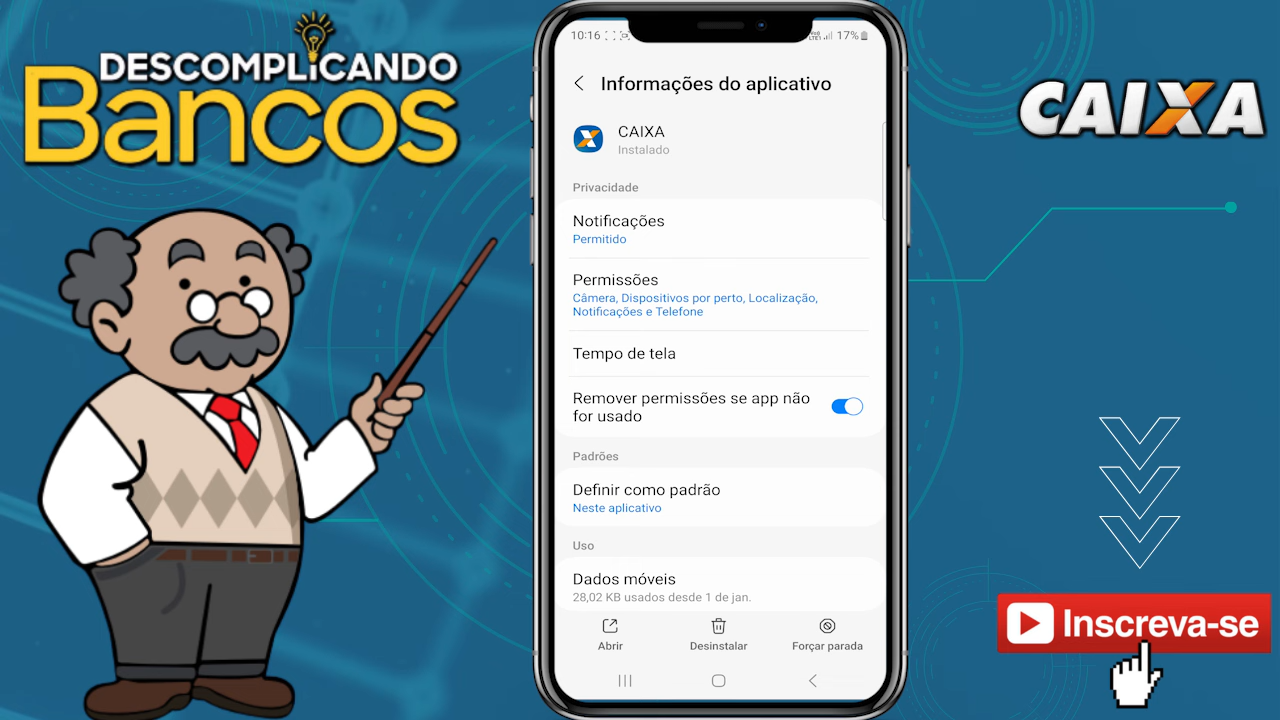 DESCOMPLiCANDO
Bancos
CAIXA
10:16
17%
Informações do aplicativo
CAIXA
Instalado
Privacidade
Notificações
Permitido
Permissões
Câmera, Dispositivos por perto, Localização,
Notificações e Telefone
Tempo de tela
Remover permissões se app não
for usado
Padrões
Definir como padrão
Neste aplicativo
Uso
Dados móveis
28,02 KB usados desde 1 de jan.
Abrir
Desinstalar
Forçar parada
Inscreva-se